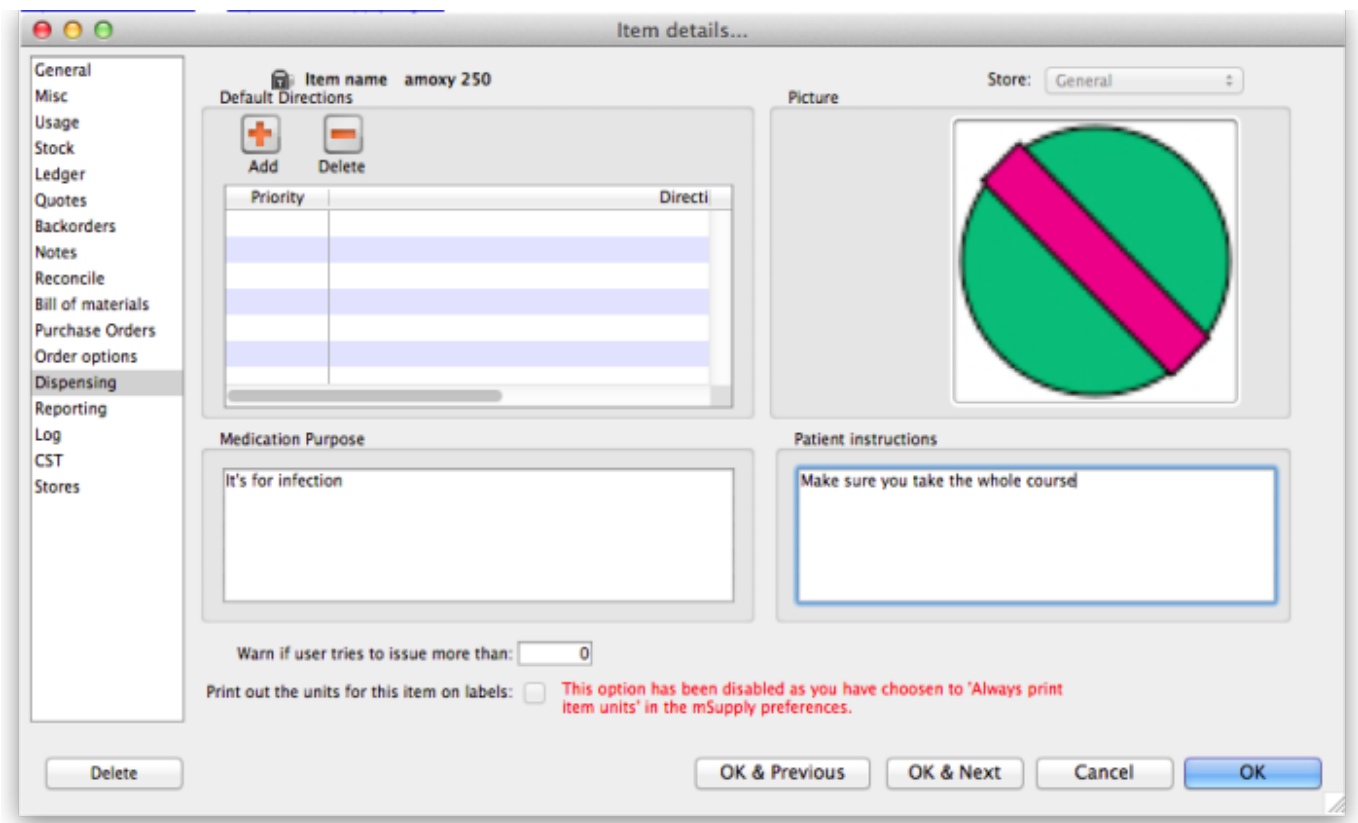 Item details...
General
Misc
Usage
Stock
Ledger
Quotes
Backorders
Notes
Reconcile
Bill of materials
Purchase Orders
Order options
Dispensing
Reporting
Log
CST
Stores
Item name amoxy 250
Store: General
Default Directions
Add Delete
Priority Directi
Picture
Medication Purpose
It's for infection
Patient instructions
Make sure you take the whole course
Warn if user tries to issue more than: 0
Print out the units for this item on labels:
This option has been disabled as you have choosen to 'Always print
item units' in the mSupply preferences.
Delete
OK & Previous
OK & Next
Cancel
OK